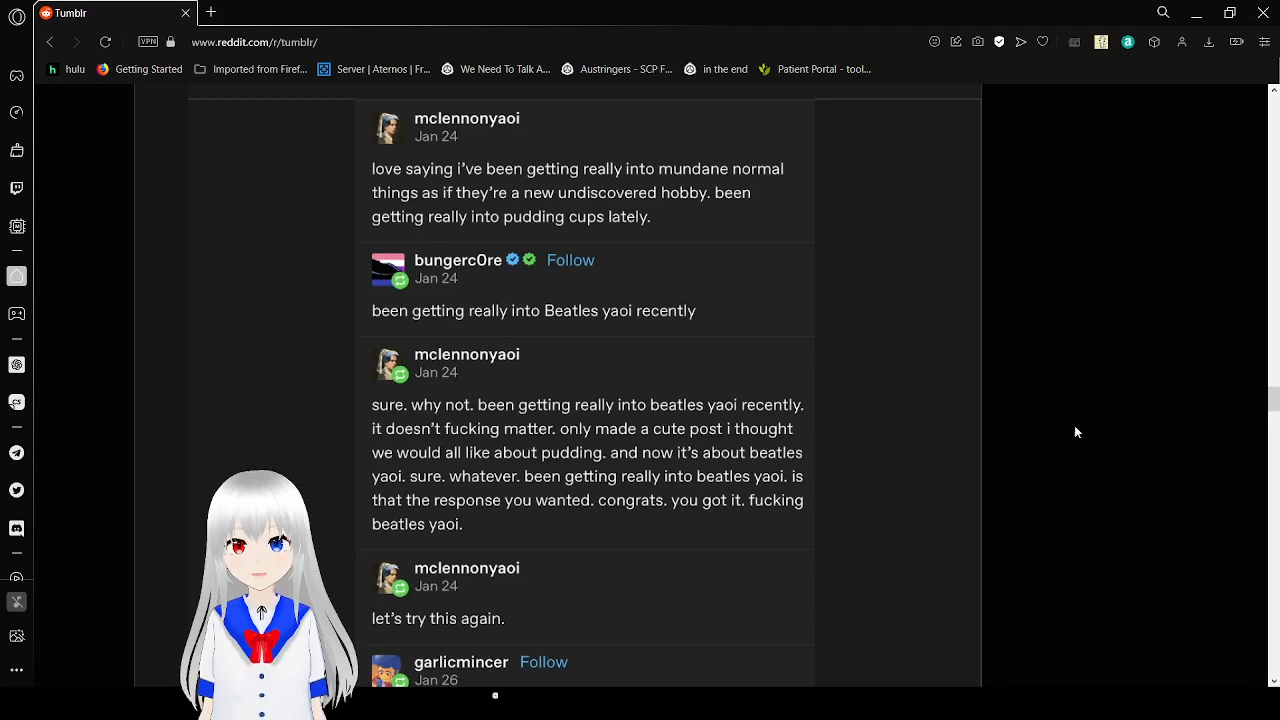 Tumblr
VPN
www.reddit.com/r/tumblr/
hulu
Getting Started
Imported from Firef...
Server | Aternos | Fr...
We Need To Talk A...
Austringers - SCP F...
in the end
Patient Portal - tool...
mclennonyaoi
Jan 24
love saying i've been getting really into mundane normal
things as if they're a new undiscovered hobby. been
getting really into pudding cups lately.
bungerc0re Follow
Jan 24
been getting really into Beatles yaoi recently
mclennonyaoi
Jan 24
sure. why not. been getting really into beatles yaoi recently.
it doesn't fucking matter. only made a cute post i thought
we would all like about pudding. and now it's about beatles
yaoi. sure. whatever. been getting really into beatles yaoi. is
that the response you wanted. congrats. you got it. fucking
beatles yaoi.
mclennonyaoi
Jan 24
let's try this again.
garlicmincer Follow
Jan 26